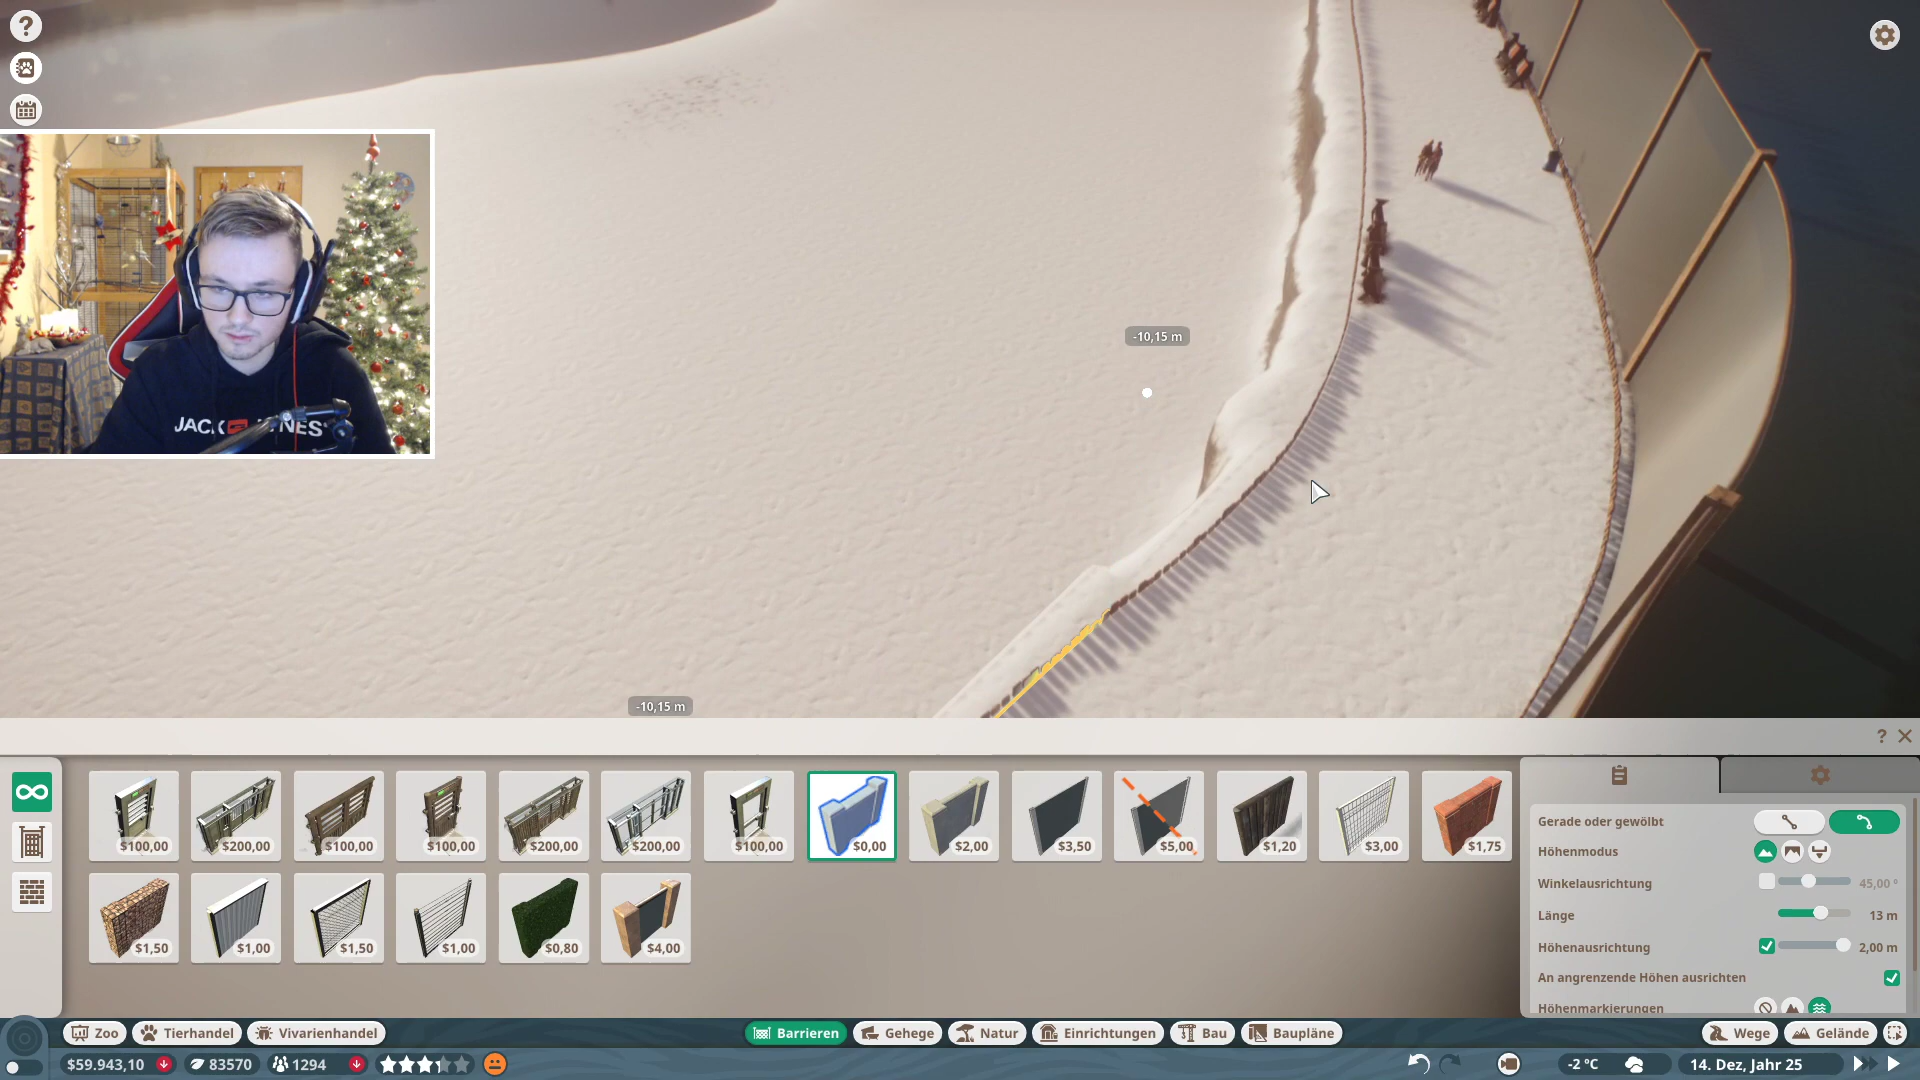 ?
JACK & JONES
-10,15 m
-10,15 m
? ×
$100,00 $200,00 $100,00 $100,00 $200,00 $200,00 $100,00 $0,00 $2,00 $3,50 $5,00 $1,20 $3,00 $1,75
$1,50 $1,00 $1,50 $1,00 $0,80 $4,00
Gerade oder gewölbt
Höhenmodus
Winkelausrichtung 45,00 °
Länge 13 m
Höhenausrichtung 2,00 m
An angrenzende Höhen ausrichten
Höhenmarkierungen
Zoo Tierhandel Vivarienhandel Barrieren Gehege Natur Einrichtungen Bau Baupläne Wege Gelände
$59.943,10 83570 1294 -2 °C 14. Dez, Jahr 25